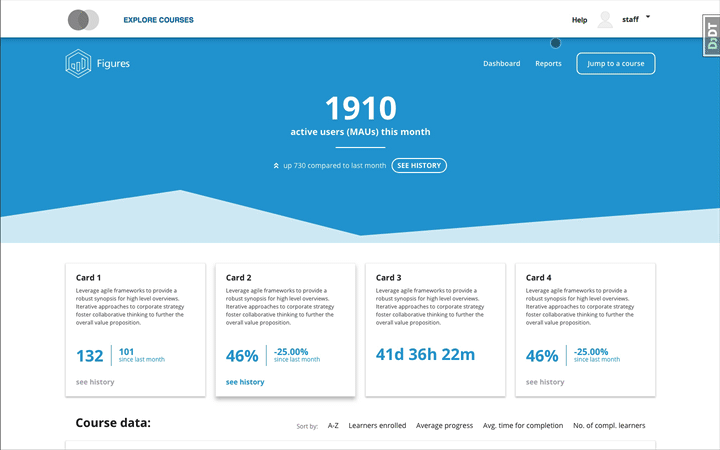 EXPLORE COURSES
Help
staff
DJDT
Figures
Dashboard
Reports
Jump to a course
1910
active users (MAUs) this month
up 730 compared to last month
SEE HISTORY
Card 1
Leverage agile frameworks to provide a
robust synopsis for high level overviews.
Iterative approaches to corporate strategy
foster collaborative thinking to further the
overall value proposition.
132
101
since last month
see history
Card 2
Leverage agile frameworks to provide a
robust synopsis for high level overviews.
Iterative approaches to corporate strategy
foster collaborative thinking to further the
overall value proposition.
46%
-25.00%
since last month
see history
Card 3
Leverage agile frameworks to provide a
robust synopsis for high level overviews.
Iterative approaches to corporate strategy
foster collaborative thinking to further the
overall value proposition.
41d 36h 22m
Card 4
Leverage agile frameworks to provide a
robust synopsis for high level overviews.
Iterative approaches to corporate strategy
foster collaborative thinking to further the
overall value proposition.
46%
-25.00%
since last month
see history
Course data:
Sort by:
A-Z
Learners enrolled
Average progress
Avg. time for completion
No. of compl. learners